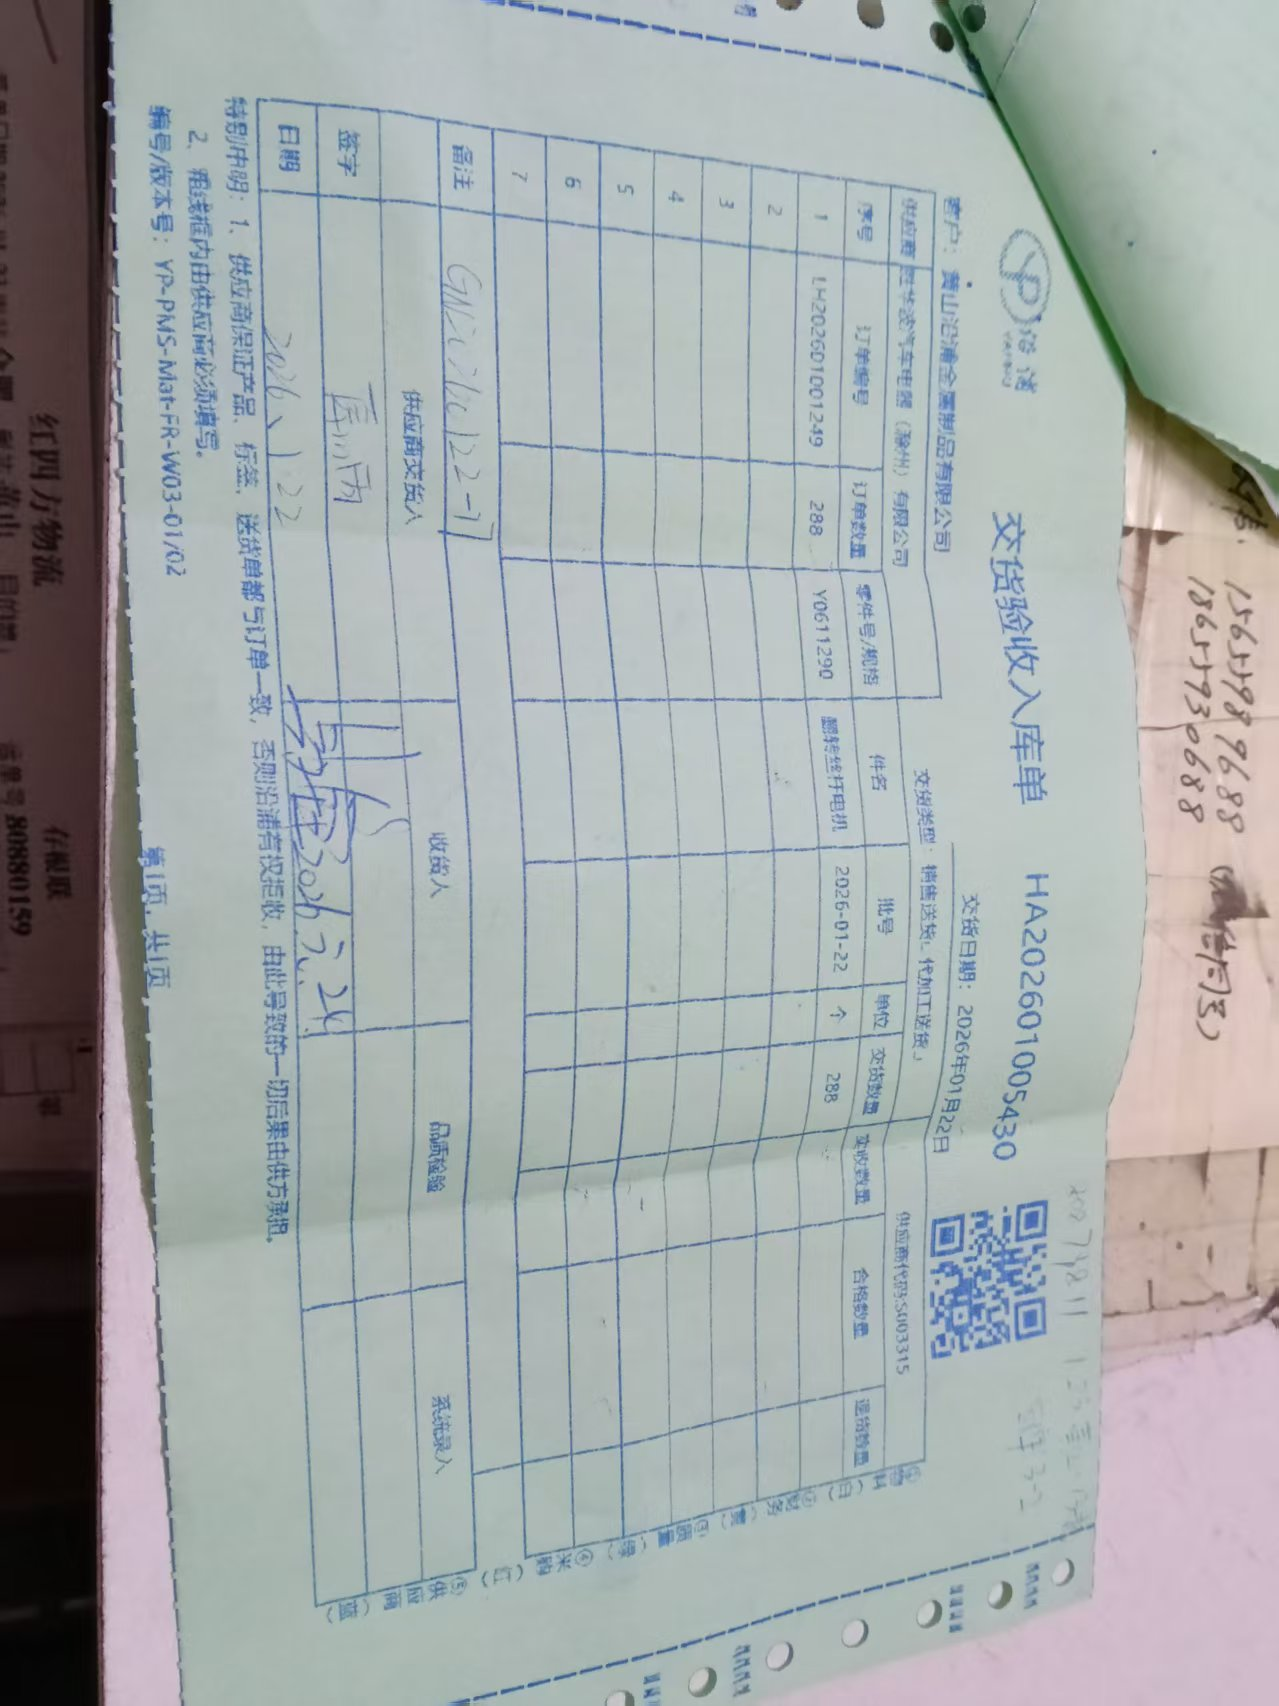 沿浦
交货验收入库单
HA202601005430
客户：黄山沿浦金属制品有限公司
交货日期：2026年01月22日
供应商
胜华波汽车电器（滁州）有限公司
交货类型：销售送货、代加工送货
供应商代码:S003315
序号 订单编号 订单数量 零件号/规格 件名 批号 单位 交货数量 实收数量 合格数量 退货数量
1 LH202601001249 288 Y0611290 翻转丝杆电机 2026-01-22 个 288
2
3
4
5
6
7
备注
供应商交货人 收货人 品质检验 系统录入
签字
日期 2026.1.22 2026.1.24
特别申明：1、供应商保证产品、标签、送货单都与订单一致，否则沿浦有权拒收，由此导致的一切后果由供方承担。
2、粗线框内由供应商必须填写。
编号/版本号：YP-PMS-Mat-FR-W03-01/02
第1页，共1页
②财务
③质量
④采购（红）
⑤供应商（蓝）
15655989688
18655930688
红四方物流
存根联
80880159